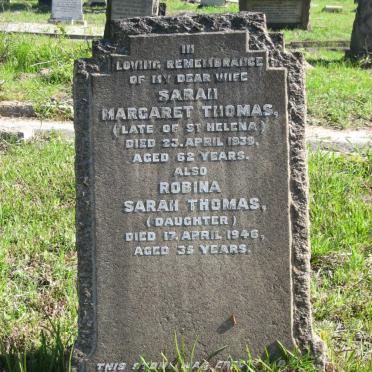 IN
LOVING REMEMBRANCE
OF MY DEAR WIFE
SARAH
MARGARET THOMAS,
(LATE OF ST HELENA)
DIED 23. APRIL 1939.
AGED 62 YEARS.
ALSO
ROBINA
SARAH THOMAS,
(DAUGHTER)
DIED 17. APRIL 1946,
AGED 35 YEARS.
THIS STONE WAS